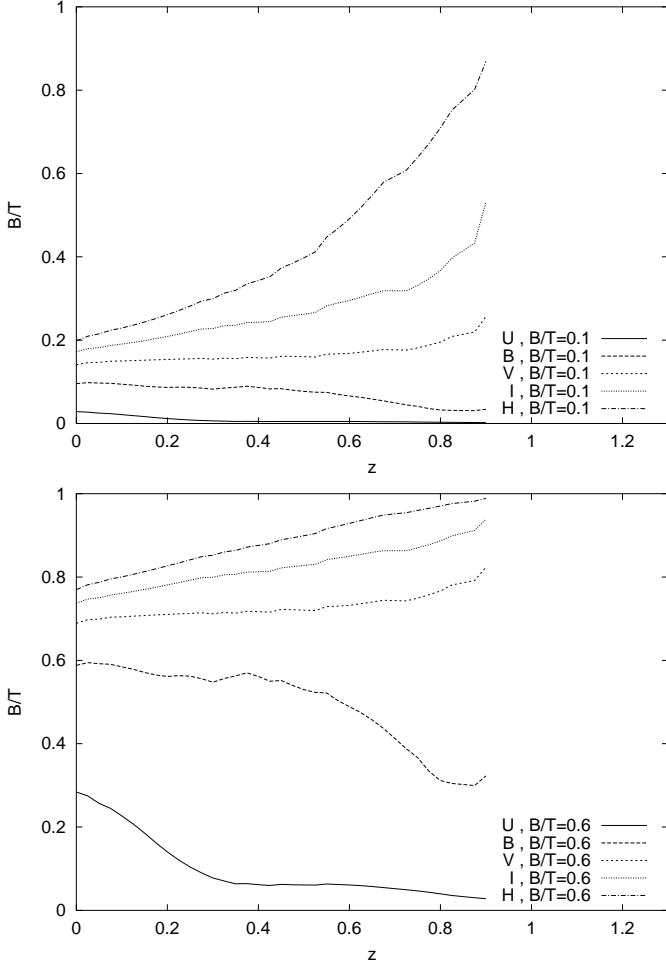 1
0.8
0.6
0.4
0.2
0
B/T
U , B/T=0.1
B , B/T=0.1
V , B/T=0.1
I , B/T=0.1
H , B/T=0.1
0 0.2 0.4 0.6 0.8 1 1.2
z
1
0.8
0.6
0.4
0.2
0
B/T
U , B/T=0.6
B , B/T=0.6
V , B/T=0.6
I , B/T=0.6
H , B/T=0.6
0 0.2 0.4 0.6 0.8 1 1.2
z